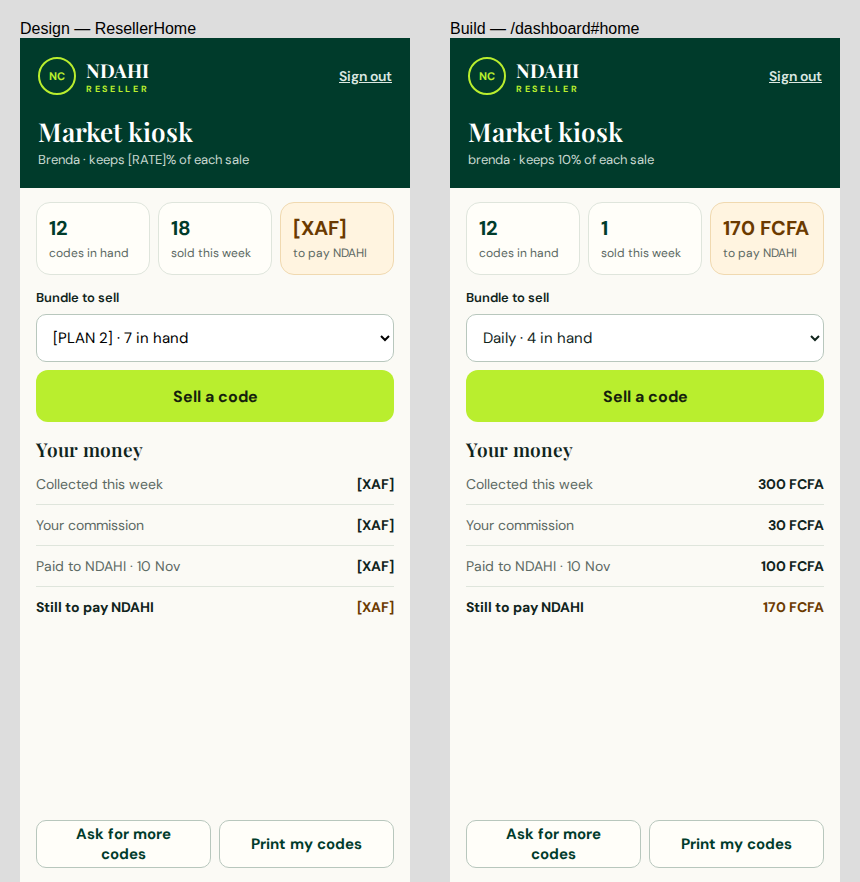 Design — ResellerHome
NC
NDAHI
RESELLER
Sign out
Market kiosk
Brenda · keeps [RATE]% of each sale
12
codes in hand
18
sold this week
[XAF]
to pay NDAHI
Bundle to sell
[PLAN 2] · 7 in hand
Sell a code
Your money
Collected this week [XAF]
Your commission [XAF]
Paid to NDAHI · 10 Nov [XAF]
Still to pay NDAHI [XAF]
Ask for more
codes
Print my codes
Build — /dashboard#home
NC
NDAHI
RESELLER
Sign out
Market kiosk
brenda · keeps 10% of each sale
12
codes in hand
1
sold this week
170 FCFA
to pay NDAHI
Bundle to sell
Daily · 4 in hand
Sell a code
Your money
Collected this week 300 FCFA
Your commission 30 FCFA
Paid to NDAHI · 10 Nov 100 FCFA
Still to pay NDAHI 170 FCFA
Ask for more
codes
Print my codes